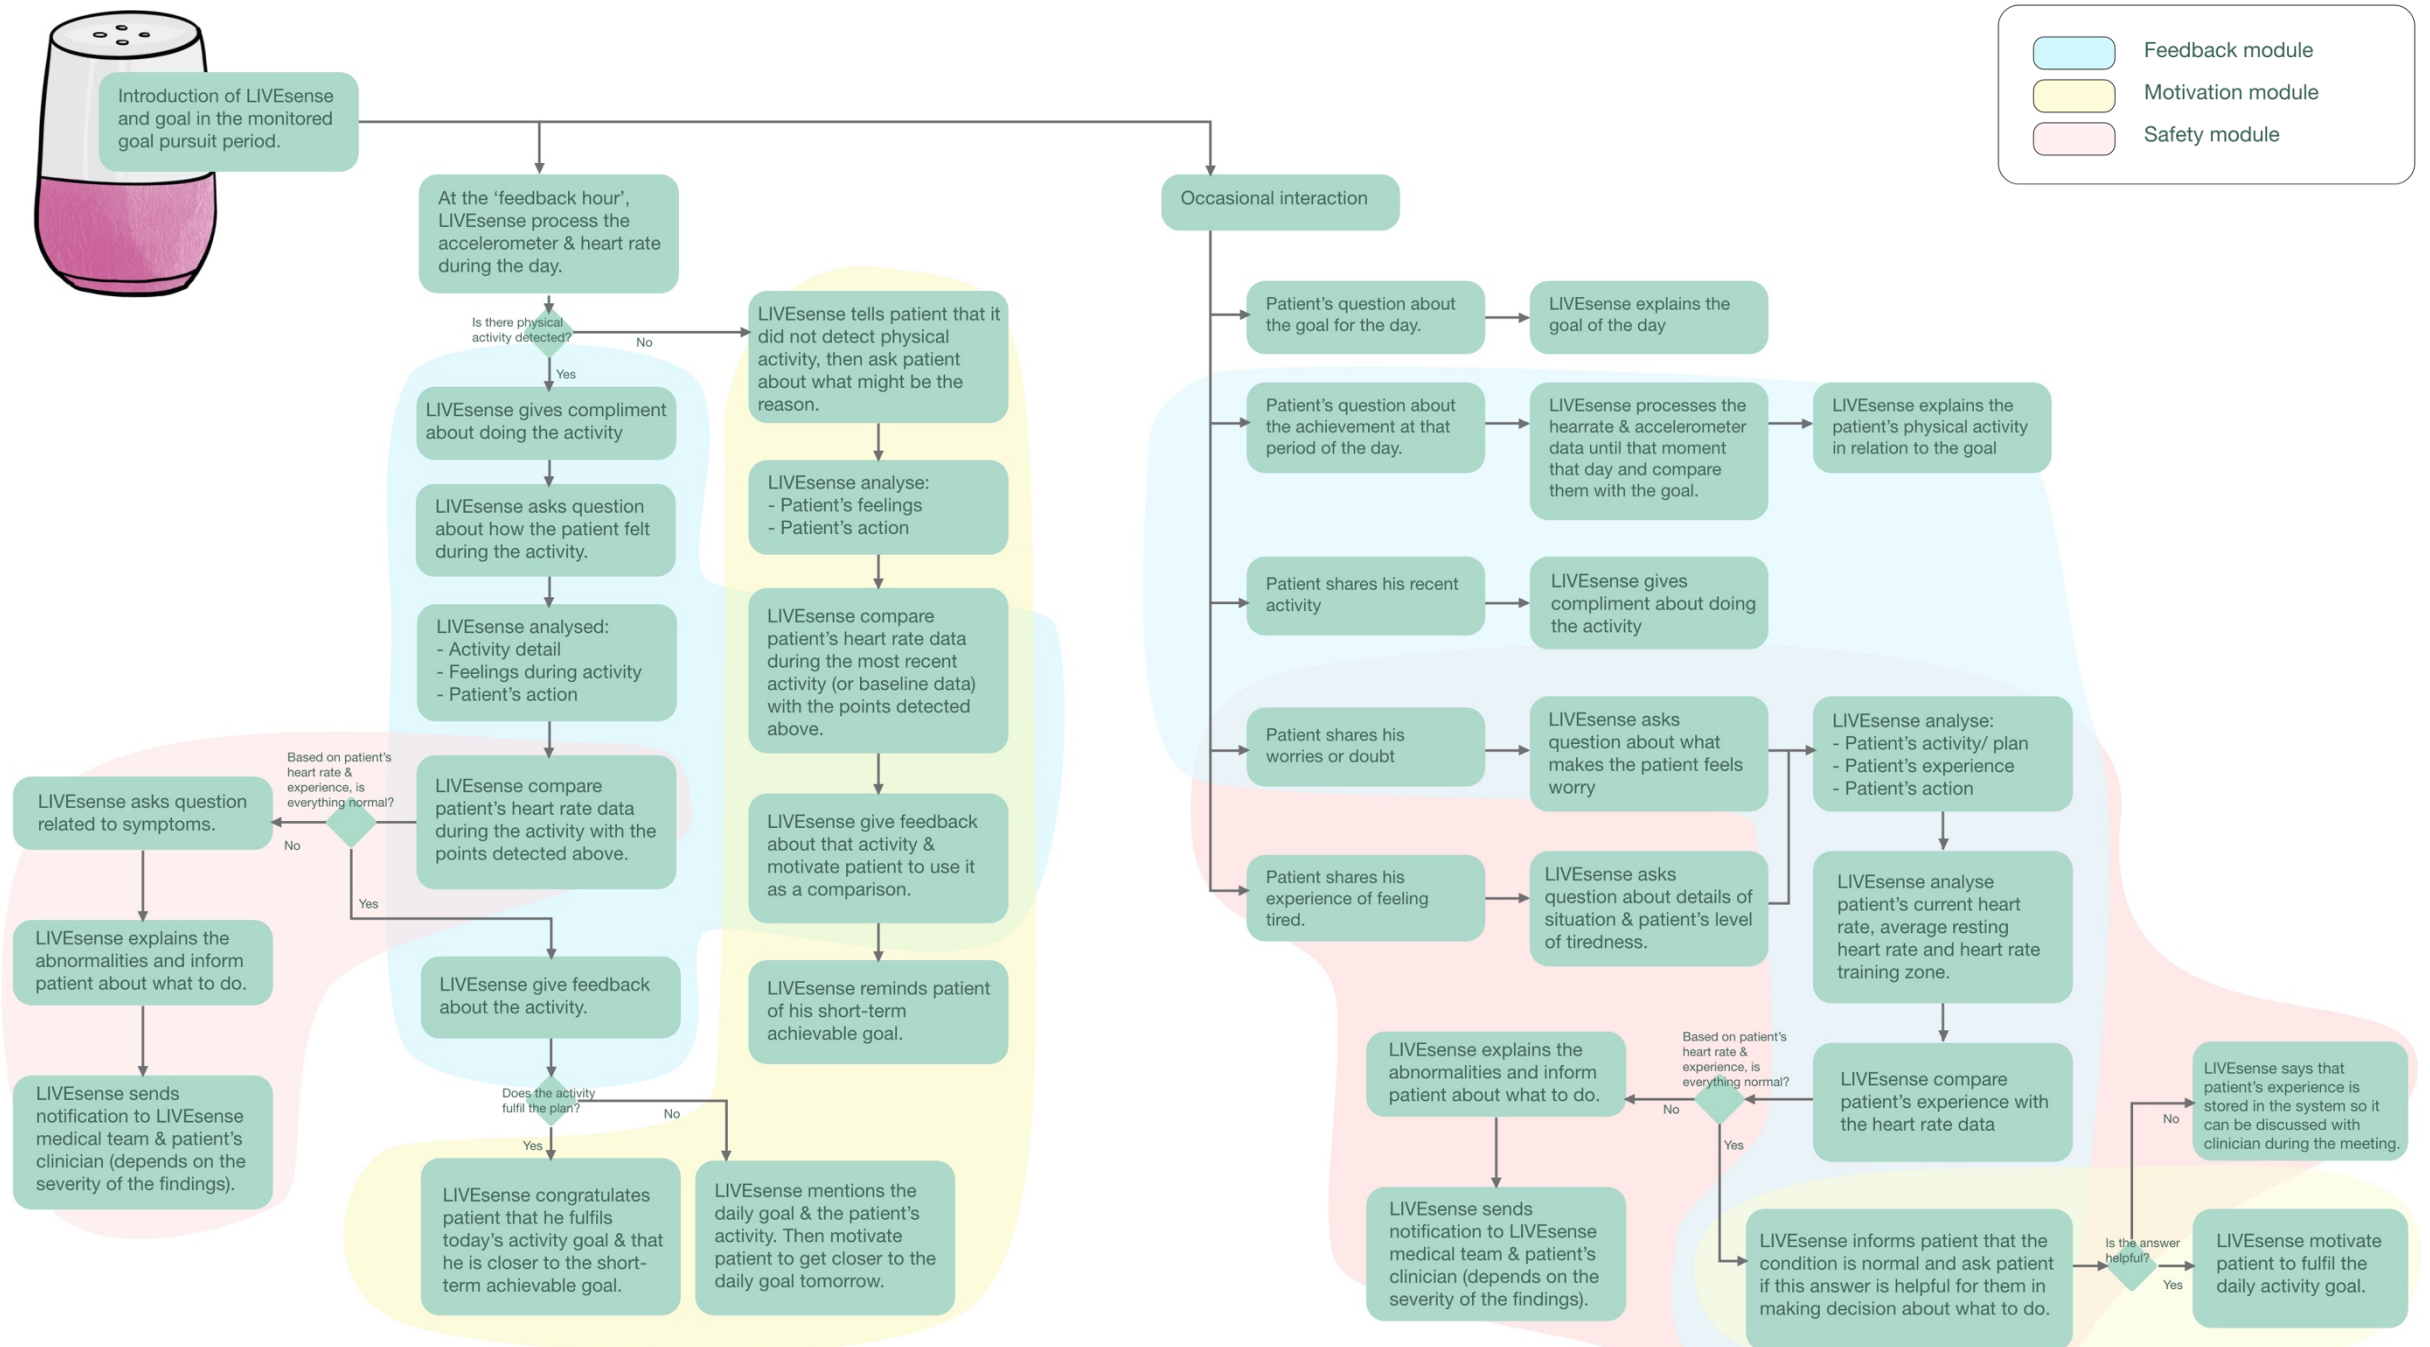 Introduction of LIVEsense
and goal in the monitored
goal pursuit period.
Feedback module
Motivation module
Safety module
At the ‘feedback hour’,
LIVEsense process the
accelerometer & heart rate
during the day.
Is there physical
activity detected?
No
Yes
LIVEsense gives compliment
about doing the activity
LIVEsense asks question
about how the patient felt
during the activity.
LIVEsense analysed:
- Activity detail
- Feelings during activity
- Patient’s action
LIVEsense compare
patient’s heart rate data
during the activity with the
points detected above.
Based on patient’s
heart rate &
experience, is
everything normal?
No
Yes
LIVEsense asks question
related to symptoms.
LIVEsense explains the
abnormalities and inform
patient about what to do.
LIVEsense sends
notification to LIVEsense
medical team & patient’s
clinician (depends on the
severity of the findings).
LIVEsense give feedback
about the activity.
Does the activity
fulfil the plan?
No
Yes
LIVEsense congratulates
patient that he fulfils
today’s activity goal & that
he is closer to the short-
term achievable goal.
LIVEsense mentions the
daily goal & the patient’s
activity. Then motivate
patient to get closer to the
daily goal tomorrow.
LIVEsense tells patient that it
did not detect physical
activity, then ask patient
about what might be the
reason.
LIVEsense analyse:
- Patient’s feelings
- Patient’s action
LIVEsense compare
patient’s heart rate data
during the most recent
activity (or baseline data)
with the points detected
above.
LIVEsense give feedback
about that activity &
motivate patient to use it
as a comparison.
LIVEsense reminds patient
of his short-term
achievable goal.
Occasional interaction
Patient’s question about
the goal for the day.
LIVEsense explains the
goal of the day
Patient’s question about
the achievement at that
period of the day.
LIVEsense processes the
hearrate & accelerometer
data until that moment
that day and compare
them with the goal.
LIVEsense explains the
patient’s physical activity
in relation to the goal
Patient shares his recent
activity
LIVEsense gives
compliment about doing
the activity
Patient shares his
worries or doubt
LIVEsense asks
question about what
makes the patient feels
worry
LIVEsense analyse:
- Patient’s activity/ plan
- Patient’s experience
- Patient’s action
Patient shares his
experience of feeling
tired.
LIVEsense asks
question about details of
situation & patient’s level
of tiredness.
LIVEsense analyse
patient’s current heart
rate, average resting
heart rate and heart rate
training zone.
LIVEsense compare
patient’s experience with
the heart rate data
Based on patient’s
heart rate &
experience, is
everything normal?
No
Yes
LIVEsense explains the
abnormalities and inform
patient about what to do.
LIVEsense sends
notification to LIVEsense
medical team & patient’s
clinician (depends on the
severity of the findings).
LIVEsense informs patient that the
condition is normal and ask patient
if this answer is helpful for them in
making decision about what to do.
Is the answer
helpful?
No
Yes
LIVEsense says that
patient’s experience is
stored in the system so it
can be discussed with
clinician during the meeting.
LIVEsense motivate
patient to fulfil the
daily activity goal.